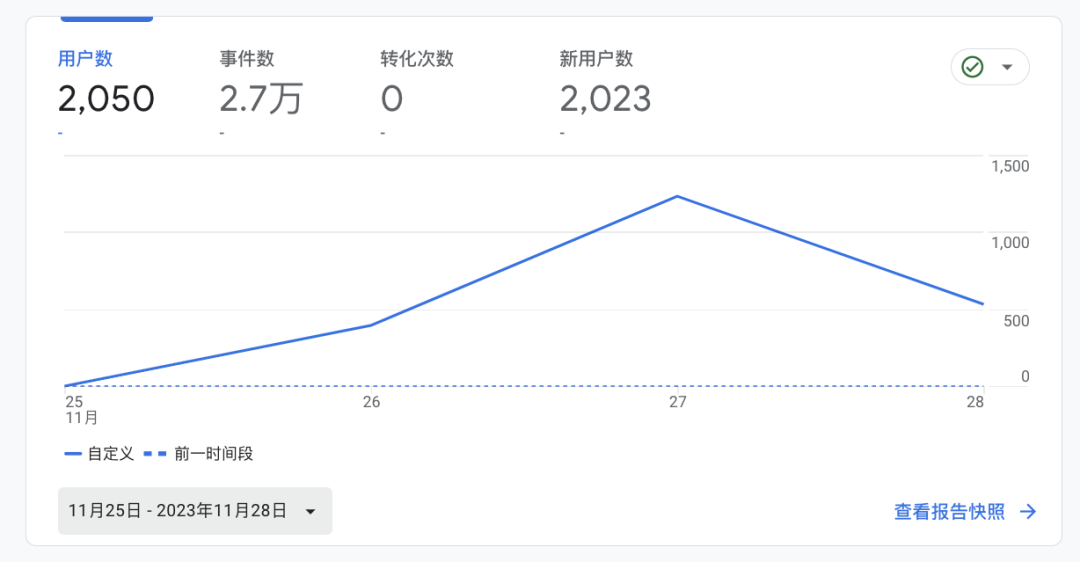 用户数 事件数 转化次数 新用户数
2,050 2.7万 0 2,023
- - - -
1,500
1,000
500
0
25 26 27 28
11月
自定义 前一时间段
11月25日 - 2023年11月28日
查看报告快照